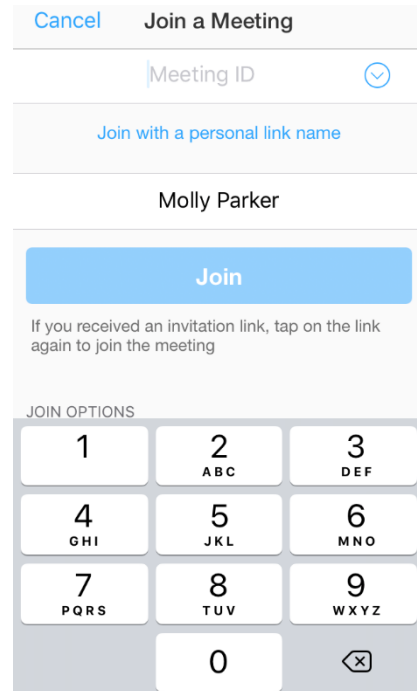 Cancel Join a Meeting
Meeting ID
Join with a personal link name
Molly Parker
Join
If you received an invitation link, tap on the link
again to join the meeting
JOIN OPTIONS
1 2 3
ABC DEF
4 5 6
GHI JKL MNO
7 8 9
PQRS TUV WXYZ
0